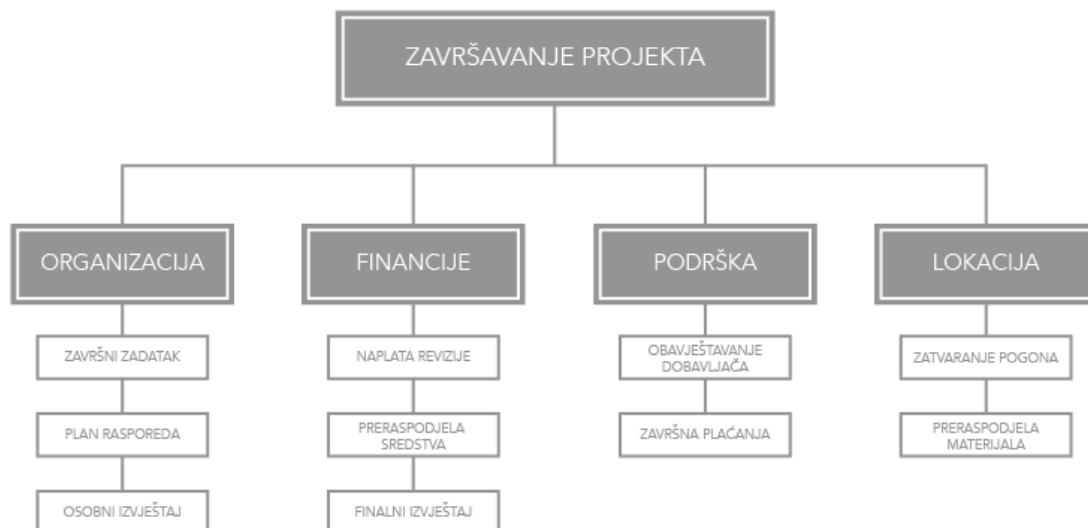 ZAVRŠAVANJE PROJEKTA
ORGANIZACIJA
ZAVRŠNI ZADATAK
PLAN RASPOREDA
OSOBNI IZVJEŠTAJ
FINANCIJE
NAPLATA REVIZIJE
PRERASPODJELA
SREDSTVA
FINALNI IZVJEŠTAJ
PODRŠKA
OBAVJEŠTAVANJE
DOBAVLJAČA
ZAVRŠNA PLAĆANJA
LOKACIJA
ZATVARANJE POGONA
PRERASPODJELA
MATERIJALA